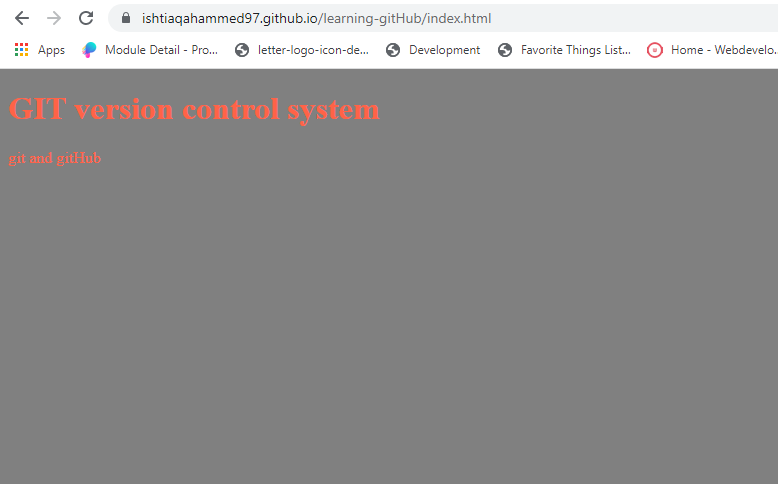 ishtiaqahammed97.github.io/learning-gitHub/index.html
Apps Module Detail - Pro... letter-logo-icon-de... Development Favorite Things List... Home - Webdevelo...
GIT version control system
git and gitHub